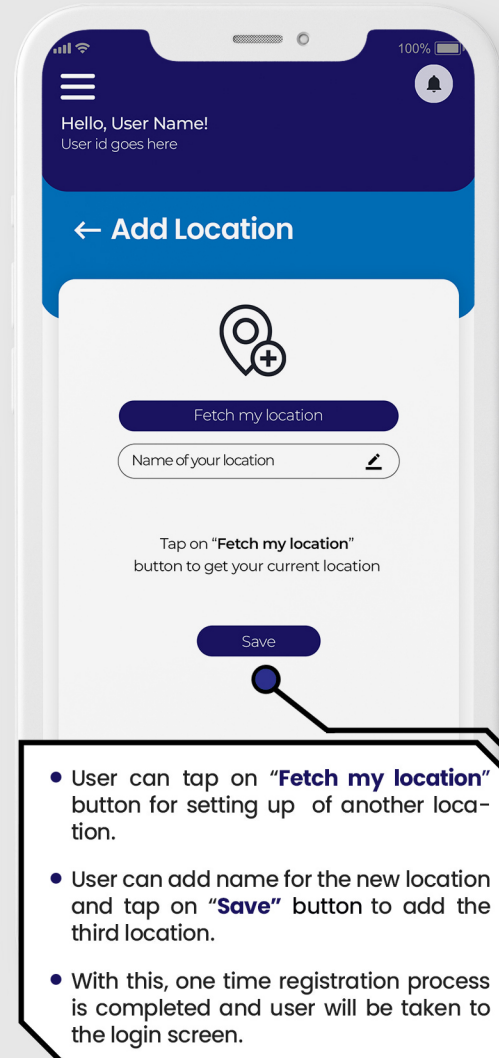 100%
Hello, User Name!
User id goes here
← Add Location
Fetch my location
Name of your location
Tap on “Fetch my location”
button to get your current location
Save
• User can tap on “Fetch my location”
button for setting up of another loca-
tion.
• User can add name for the new location
and tap on “Save” button to add the
third location.
• With this, one time registration process
is completed and user will be taken to
the login screen.